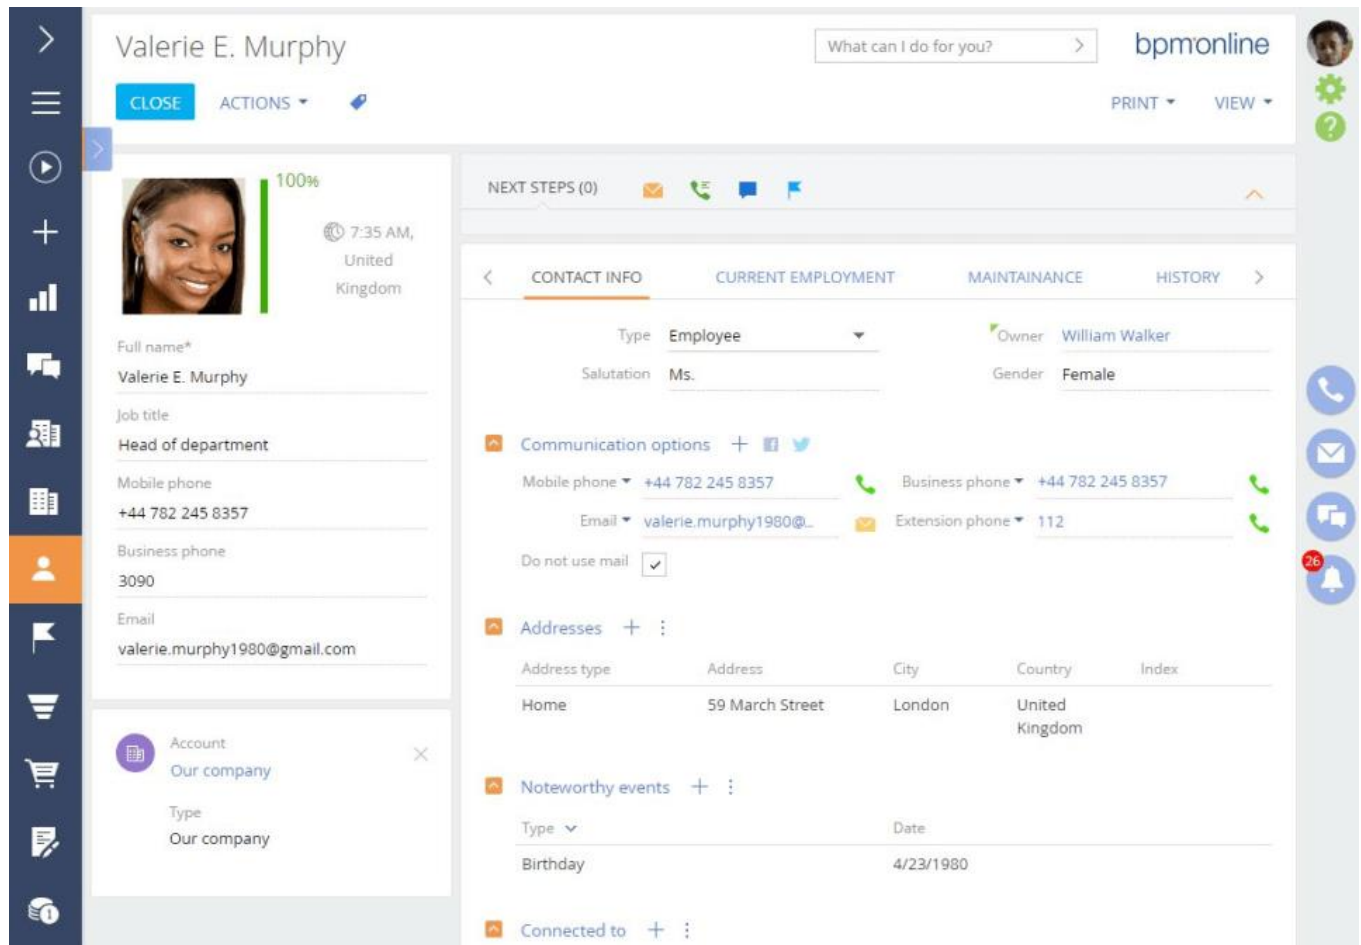 Valerie E. Murphy
What can I do for you?
bpm'online
CLOSE
ACTIONS
PRINT
VIEW
100%
7:35 AM,
United
Kingdom
Full name*
Valerie E. Murphy
Job title
Head of department
Mobile phone
+44 782 245 8357
Business phone
3090
Email
valerie.murphy1980@gmail.com
Account
Our company
Type
Our company
NEXT STEPS (0)
CONTACT INFO
CURRENT EMPLOYMENT
MAINTAINANCE
HISTORY
Type Employee
Owner William Walker
Salutation Ms.
Gender Female
Communication options
Mobile phone +44 782 245 8357
Business phone +44 782 245 8357
Email valerie.murphy1980@...
Extension phone 112
Do not use mail
Addresses
Address type Address City Country Index
Home 59 March Street London United
Kingdom
Noteworthy events
Type Date
Birthday 4/23/1980
Connected to
26
1